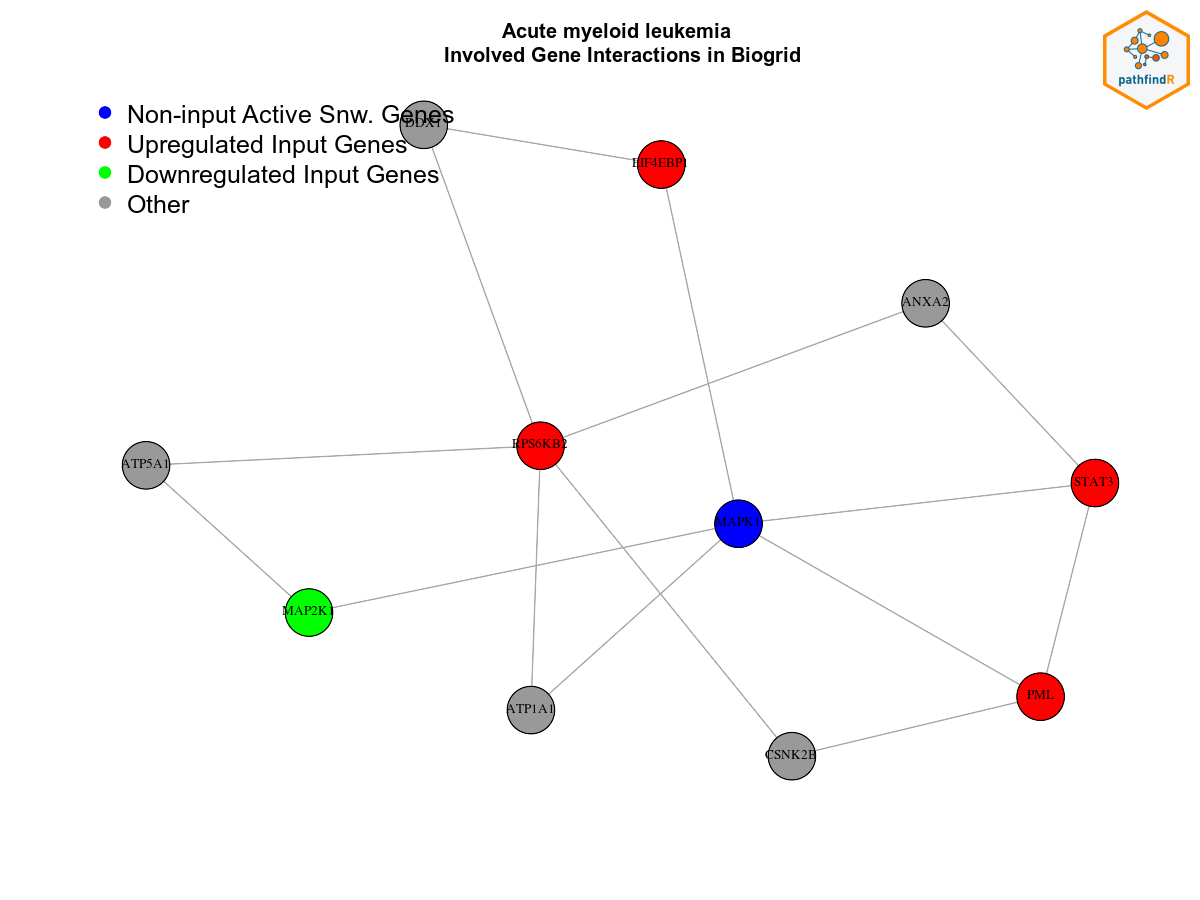 Acute myeloid leukemia
Involved Gene Interactions in Biogrid
pathfindR
Non-input Active Snw. Genes
Upregulated Input Genes
Downregulated Input Genes
Other
DDX1
EIF4EBP1
ANXA2
RPS6KB2
ATP5A1
STAT3
MAPK1
MAP2K1
PML
ATP1A1
CSNK2B